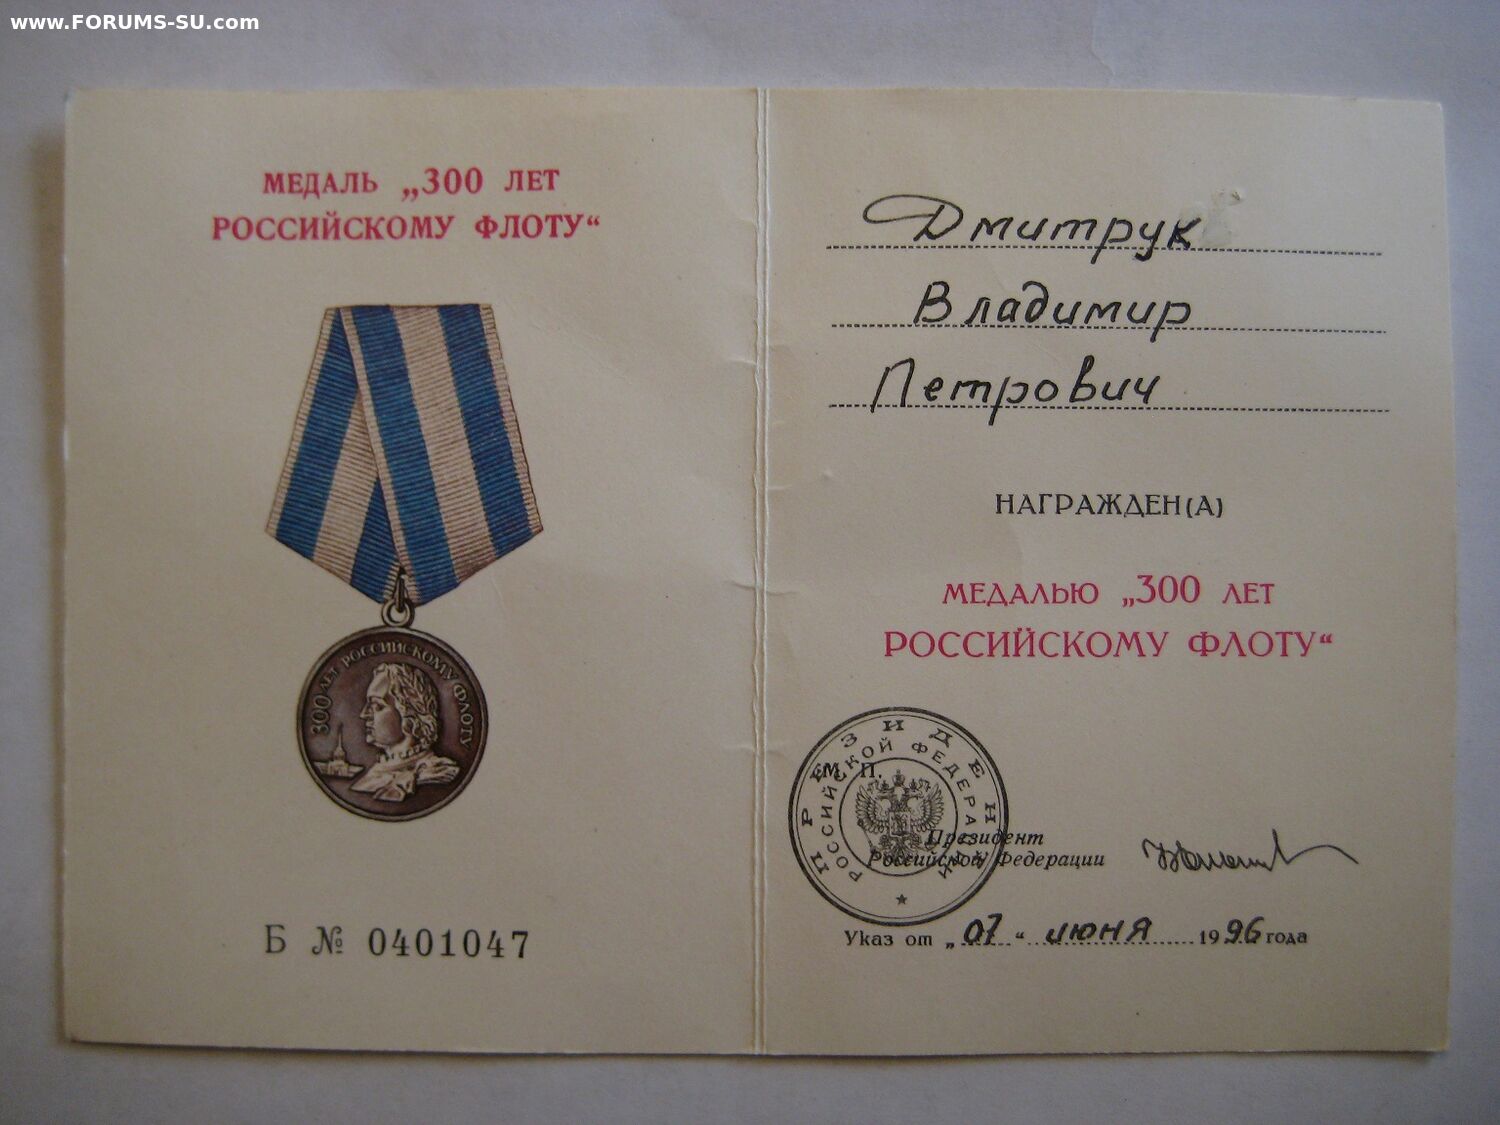 www.FORUMS-SU.com
МЕДАЛЬ „300 ЛЕТ
РОССИЙСКОМУ ФЛОТУ“
300 ЛЕТ РОССИЙСКОМУ ФЛОТУ
Б № 0401047
Дмитрук
Владимир
Петрович
НАГРАЖДЕН(А)
МЕДАЛЬЮ „300 ЛЕТ
РОССИЙСКОМУ ФЛОТУ“
ПРЕЗИДЕНТ
РОССИЙСКОЙ ФЕДЕРАЦИИ
М. П.
Президент
Российской Федерации
Указ от „07“ июня 1996 года